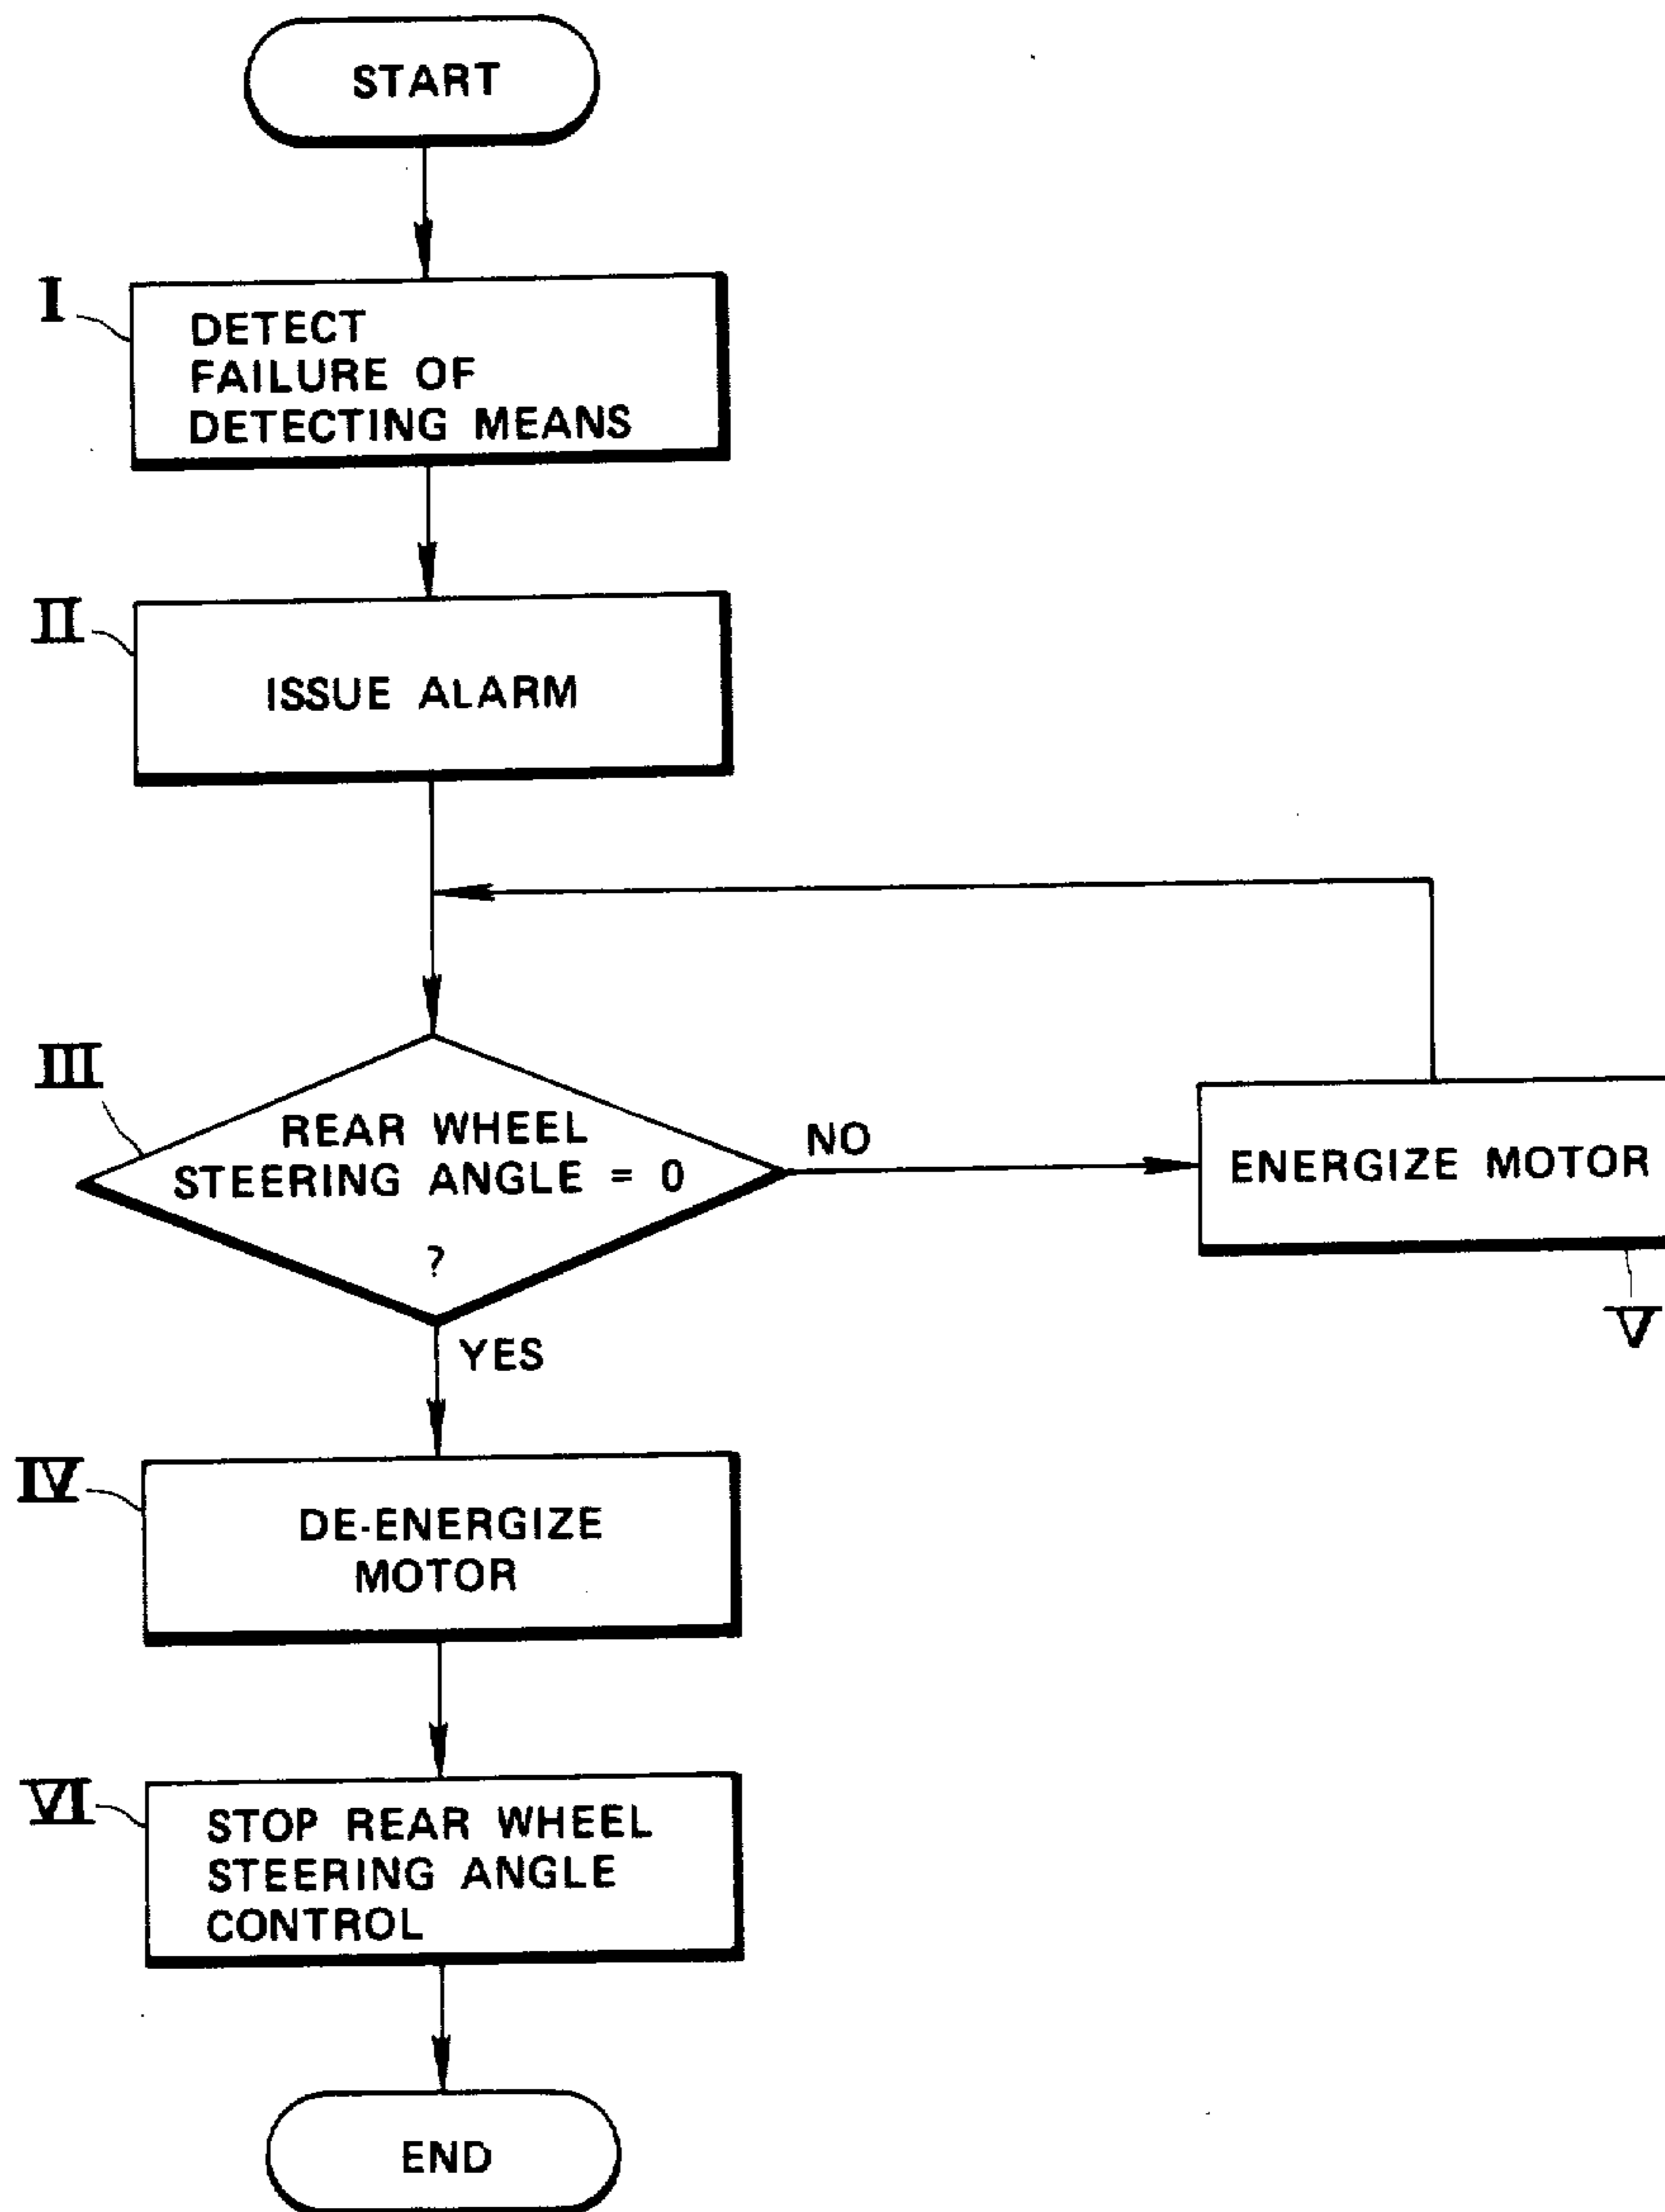 START
I
DETECT
FAILURE OF
DETECTING MEANS
II
ISSUE ALARM
III
REAR WHEEL
STEERING ANGLE = 0
?
NO
ENERGIZE MOTOR
V
YES
IV
DE-ENERGIZE
MOTOR
VI
STOP REAR WHEEL
STEERING ANGLE
CONTROL
END